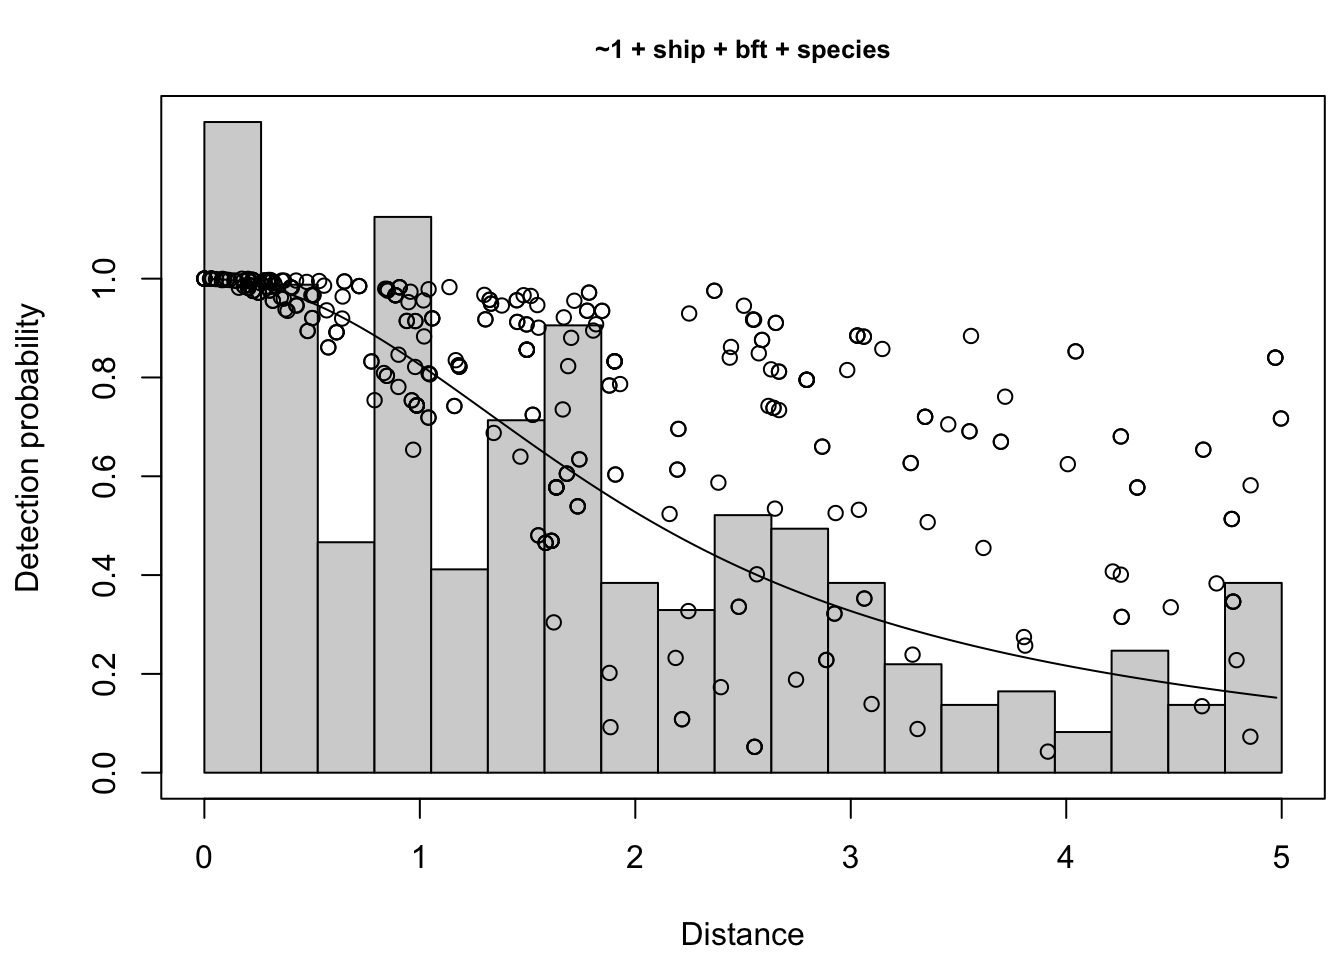 ~1 + ship + bft + species
Detection probability
1.0
0.8
0.6
0.4
0.2
0.0
0 1 2 3 4 5
Distance